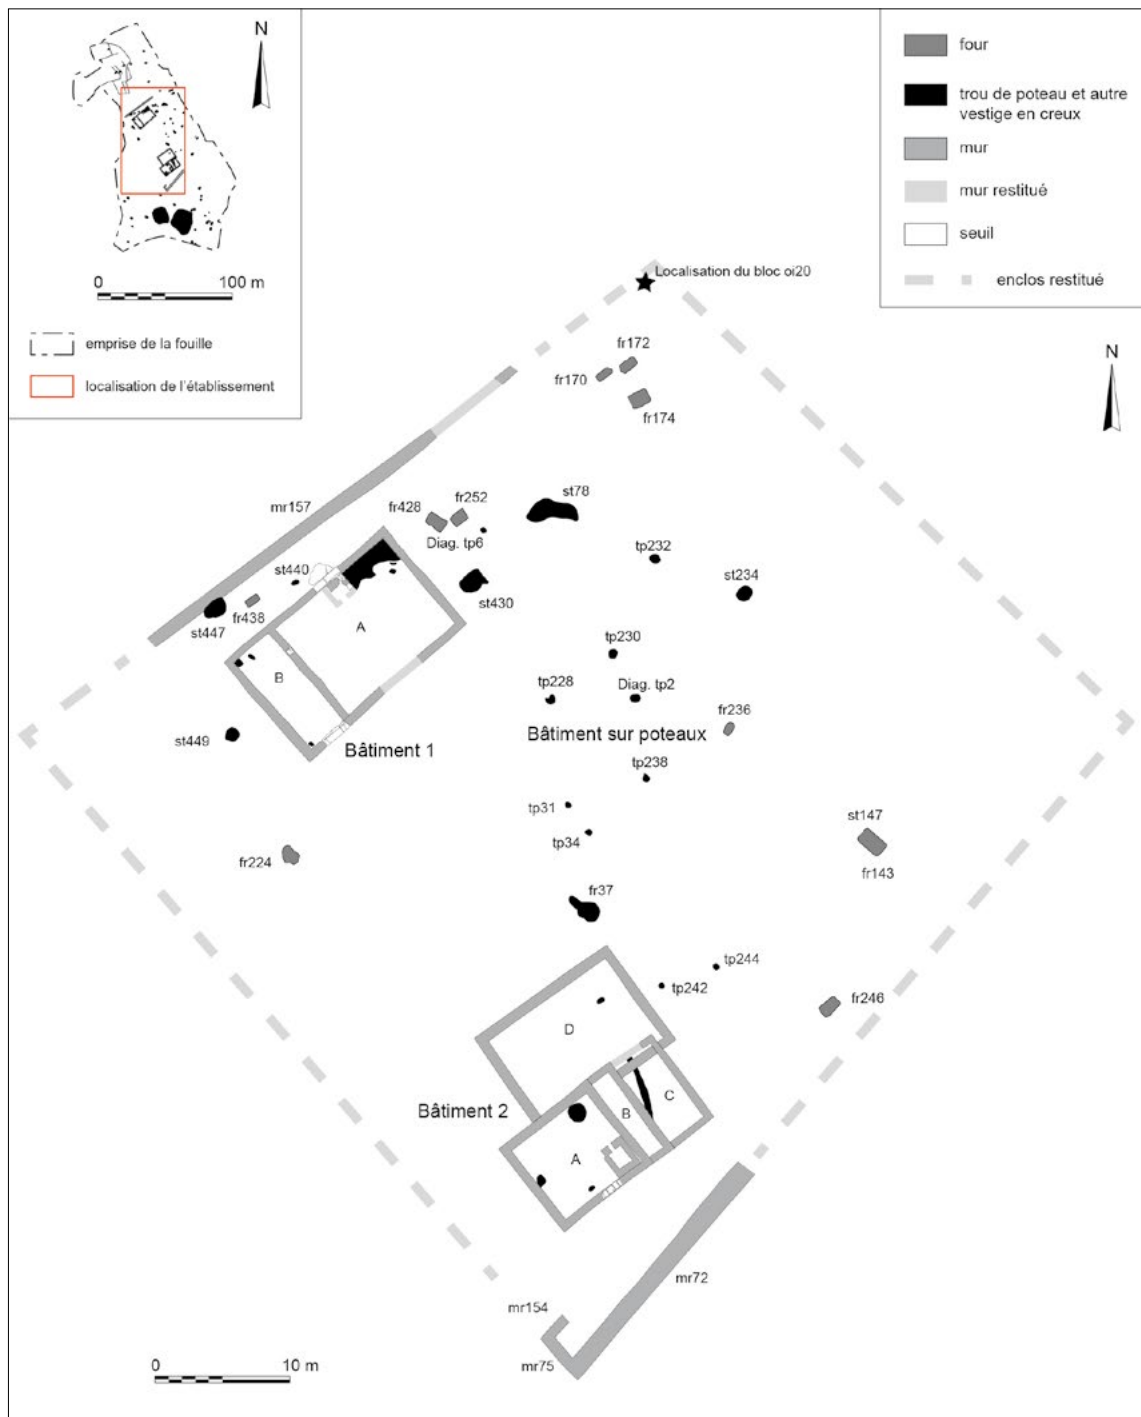 N
0
100 m
emprise de la fouille
localisation de l'établissement
four
trou de poteau et autre
vestige en creux
mur
mur restitué
seuil
enclos restitué
Localisation du bloc oi20
N
fr172
fr170
fr174
mr157
fr428
fr252
st78
Diag. tp6
tp232
st440
st234
st447
fr438
A
st430
B
tp230
tp228
Diag. tp2
fr236
st449
Bâtiment 1
Bâtiment sur poteaux
tp238
tp31
st147
tp34
fr224
fr143
fr37
tp244
tp242
fr246
D
Bâtiment 2
B
C
A
mr72
mr154
mr75
0
10 m